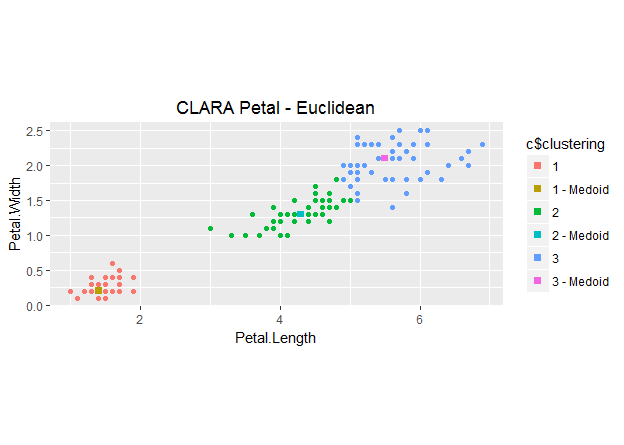 CLARA Petal - Euclidean
Petal.Width
2.5
2.0
1.5
1.0
0.5
0.0
2
4
6
Petal.Length
c$clustering
1
1 - Medoid
2
2 - Medoid
3
3 - Medoid